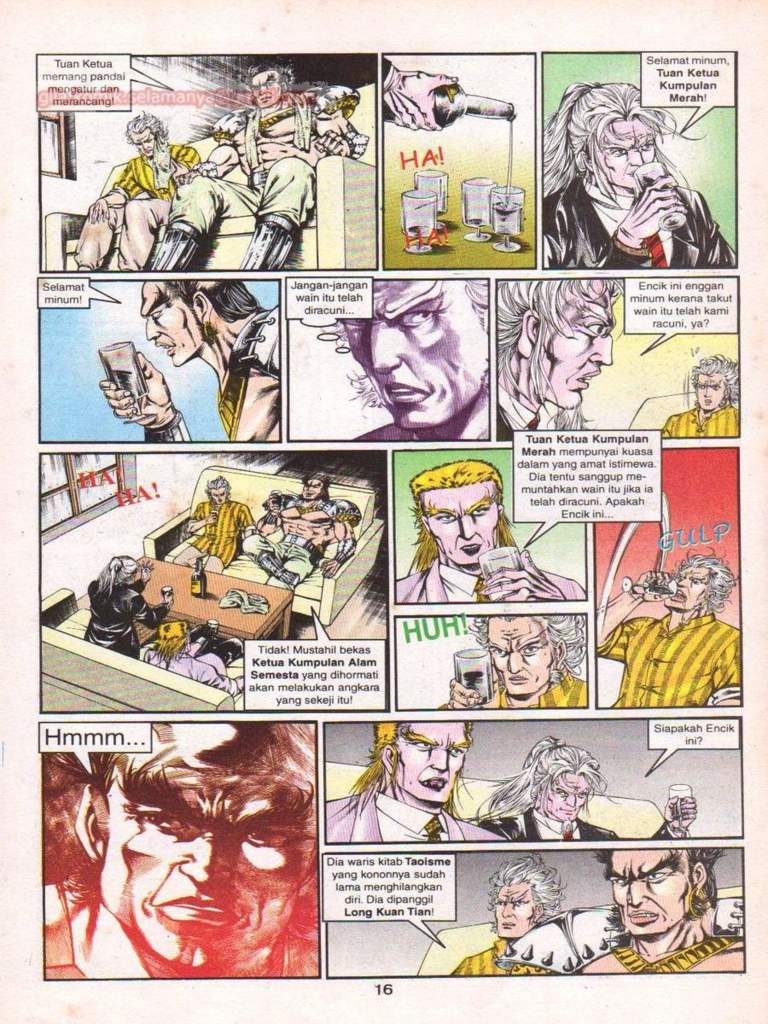 Tuan Ketua
memang pandai
mengatur dan
merancang!
HA!
HA!
Selamat minum,
Tuan Ketua
Kumpulan
Merah!
Selamat
minum!
Jangan-jangan
wain itu telah
diracuni...
Encik ini enggan
minum kerana takut
wain itu telah kami
racuni, ya?
HA!
HA!
Tidak! Mustahil bekas
Ketua Kumpulan Alam
Semesta yang dihormati
akan melakukan angkara
yang sekeji itu!
Tuan Ketua Kumpulan
Merah mempunyai kuasa
dalam yang amat istimewa.
Dia tentu sanggup me-
muntahkan wain itu jika ia
telah diracuni. Apakah
Encik ini...
HUH!
GULP
Hmmm...
Siapakah Encik
ini?
Dia waris kitab Taoisme
yang kononnya sudah
lama menghilangkan
diri. Dia dipanggil
Long Kuan Tian!
16